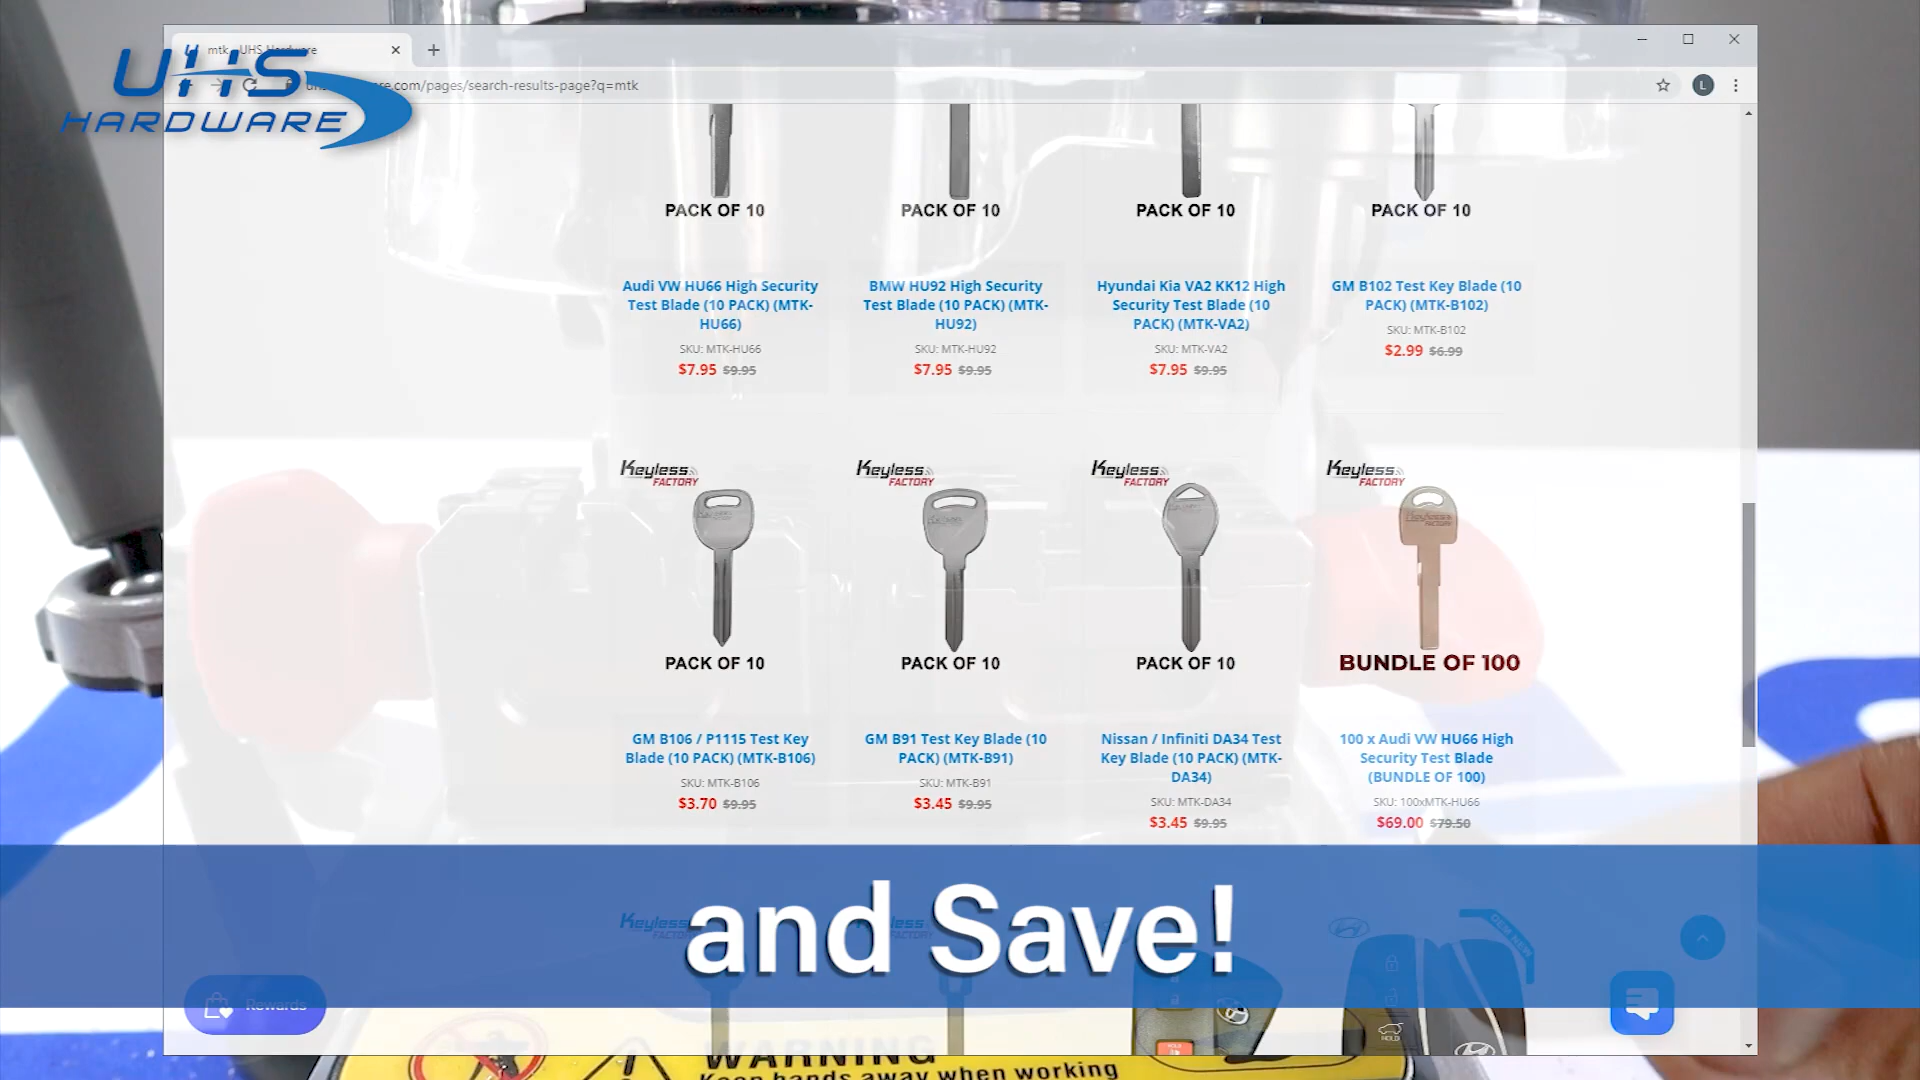 mtk - UHS Hardware
UHS
HARDWARE
re.com/pages/search-results-page?q=mtk
L
PACK OF 10
PACK OF 10
PACK OF 10
PACK OF 10
Audi VW HU66 High Security
Test Blade (10 PACK) (MTK-
HU66)
SKU: MTK-HU66
$7.95 $9.95
BMW HU92 High Security
Test Blade (10 PACK) (MTK-
HU92)
SKU: MTK-HU92
$7.95 $9.95
Hyundai Kia VA2 KK12 High
Security Test Blade (10
PACK) (MTK-VA2)
SKU: MTK-VA2
$7.95 $9.95
GM B102 Test Key Blade (10
PACK) (MTK-B102)
SKU: MTK-B102
$2.99 $6.99
Keyless
FACTORY
PACK OF 10
Keyless
FACTORY
PACK OF 10
Keyless
FACTORY
PACK OF 10
Keyless
FACTORY
BUNDLE OF 100
GM B106 / P1115 Test Key
Blade (10 PACK) (MTK-B106)
SKU: MTK-B106
$3.70 $9.95
GM B91 Test Key Blade (10
PACK) (MTK-B91)
SKU: MTK-B91
$3.45 $9.95
Nissan / Infiniti DA34 Test
Key Blade (10 PACK) (MTK-
DA34)
SKU: MTK-DA34
$3.45 $9.95
100 x Audi VW HU66 High
Security Test Blade
(BUNDLE OF 100)
SKU: 100xMTK-HU66
$69.00 $79.50
Keyless
and Save!
Rewards
HOLD
WARNING
Keep hands away when working